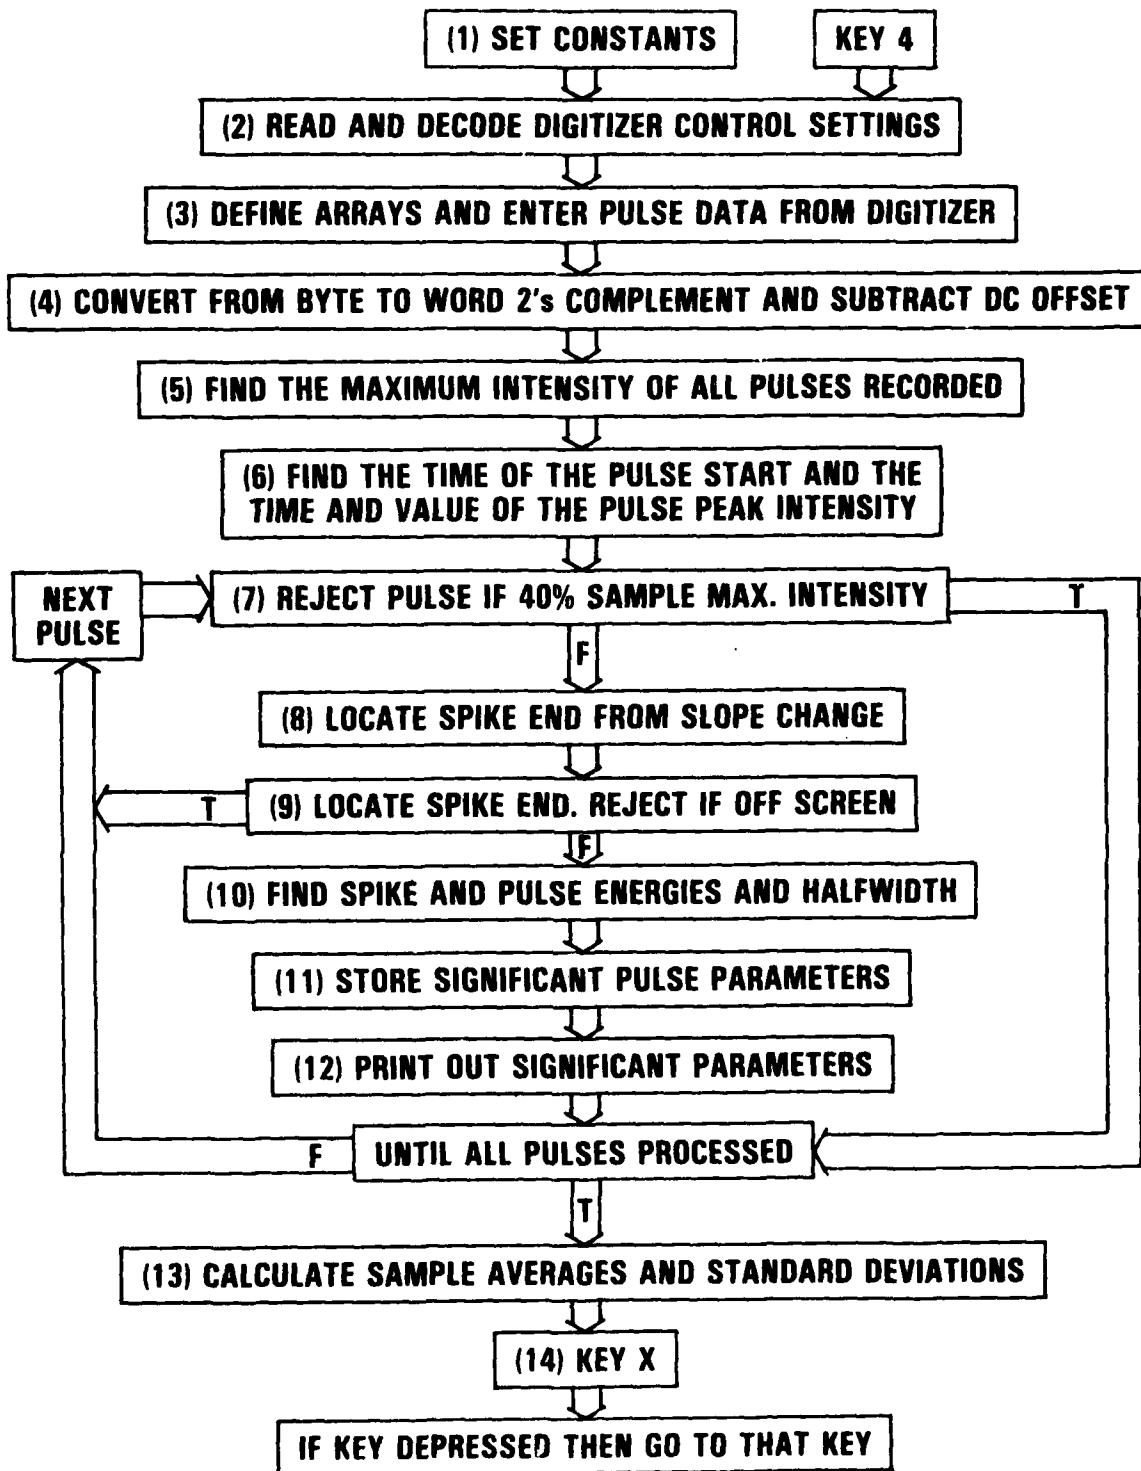 (1) SET CONSTANTS
KEY 4
(2) READ AND DECODE DIGITIZER CONTROL SETTINGS
(3) DEFINE ARRAYS AND ENTER PULSE DATA FROM DIGITIZER
(4) CONVERT FROM BYTE TO WORD 2's COMPLEMENT AND SUBTRACT DC OFFSET
(5) FIND THE MAXIMUM INTENSITY OF ALL PULSES RECORDED
(6) FIND THE TIME OF THE PULSE START AND THE
TIME AND VALUE OF THE PULSE PEAK INTENSITY
NEXT
PULSE
(7) REJECT PULSE IF 40% SAMPLE MAX. INTENSITY
T
F
(8) LOCATE SPIKE END FROM SLOPE CHANGE
T
(9) LOCATE SPIKE END. REJECT IF OFF SCREEN
F
(10) FIND SPIKE AND PULSE ENERGIES AND HALFWIDTH
(11) STORE SIGNIFICANT PULSE PARAMETERS
(12) PRINT OUT SIGNIFICANT PARAMETERS
F
UNTIL ALL PULSES PROCESSED
T
(13) CALCULATE SAMPLE AVERAGES AND STANDARD DEVIATIONS
(14) KEY X
IF KEY DEPRESSED THEN GO TO THAT KEY